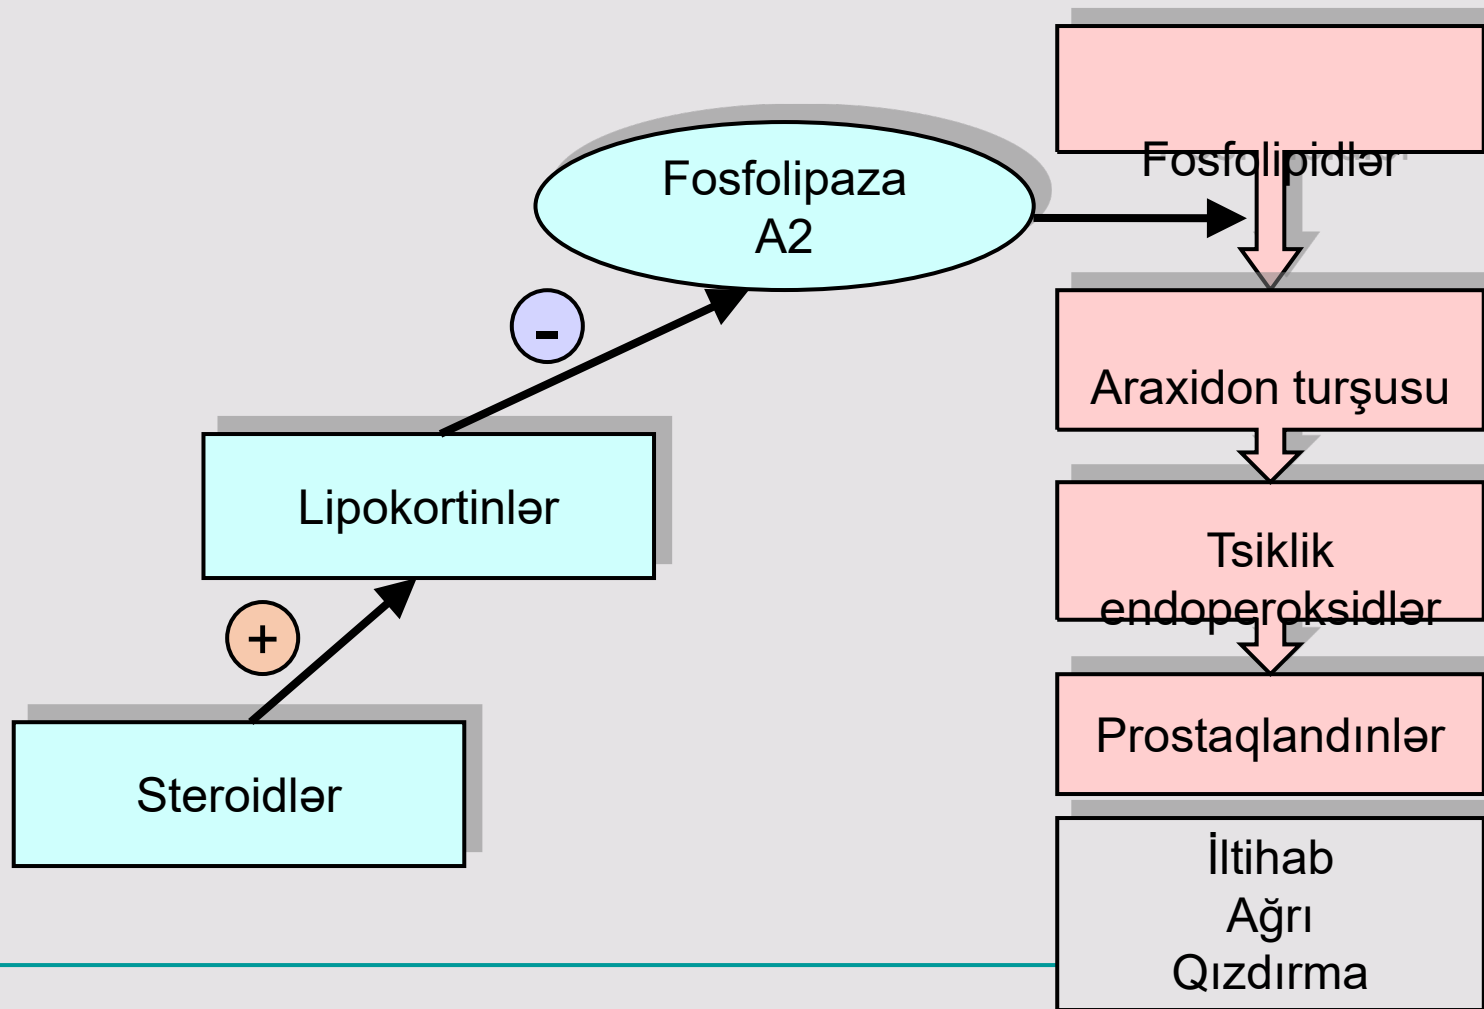 Fosfolipidlər
Fosfolipaza
A2
-
Araxidon turşusu
Lipokortinlər
Tsiklik
endoperoksidlər
+
Prostaqlandınlər
Steroidlər
İltihab
Ağrı
Qızdırma